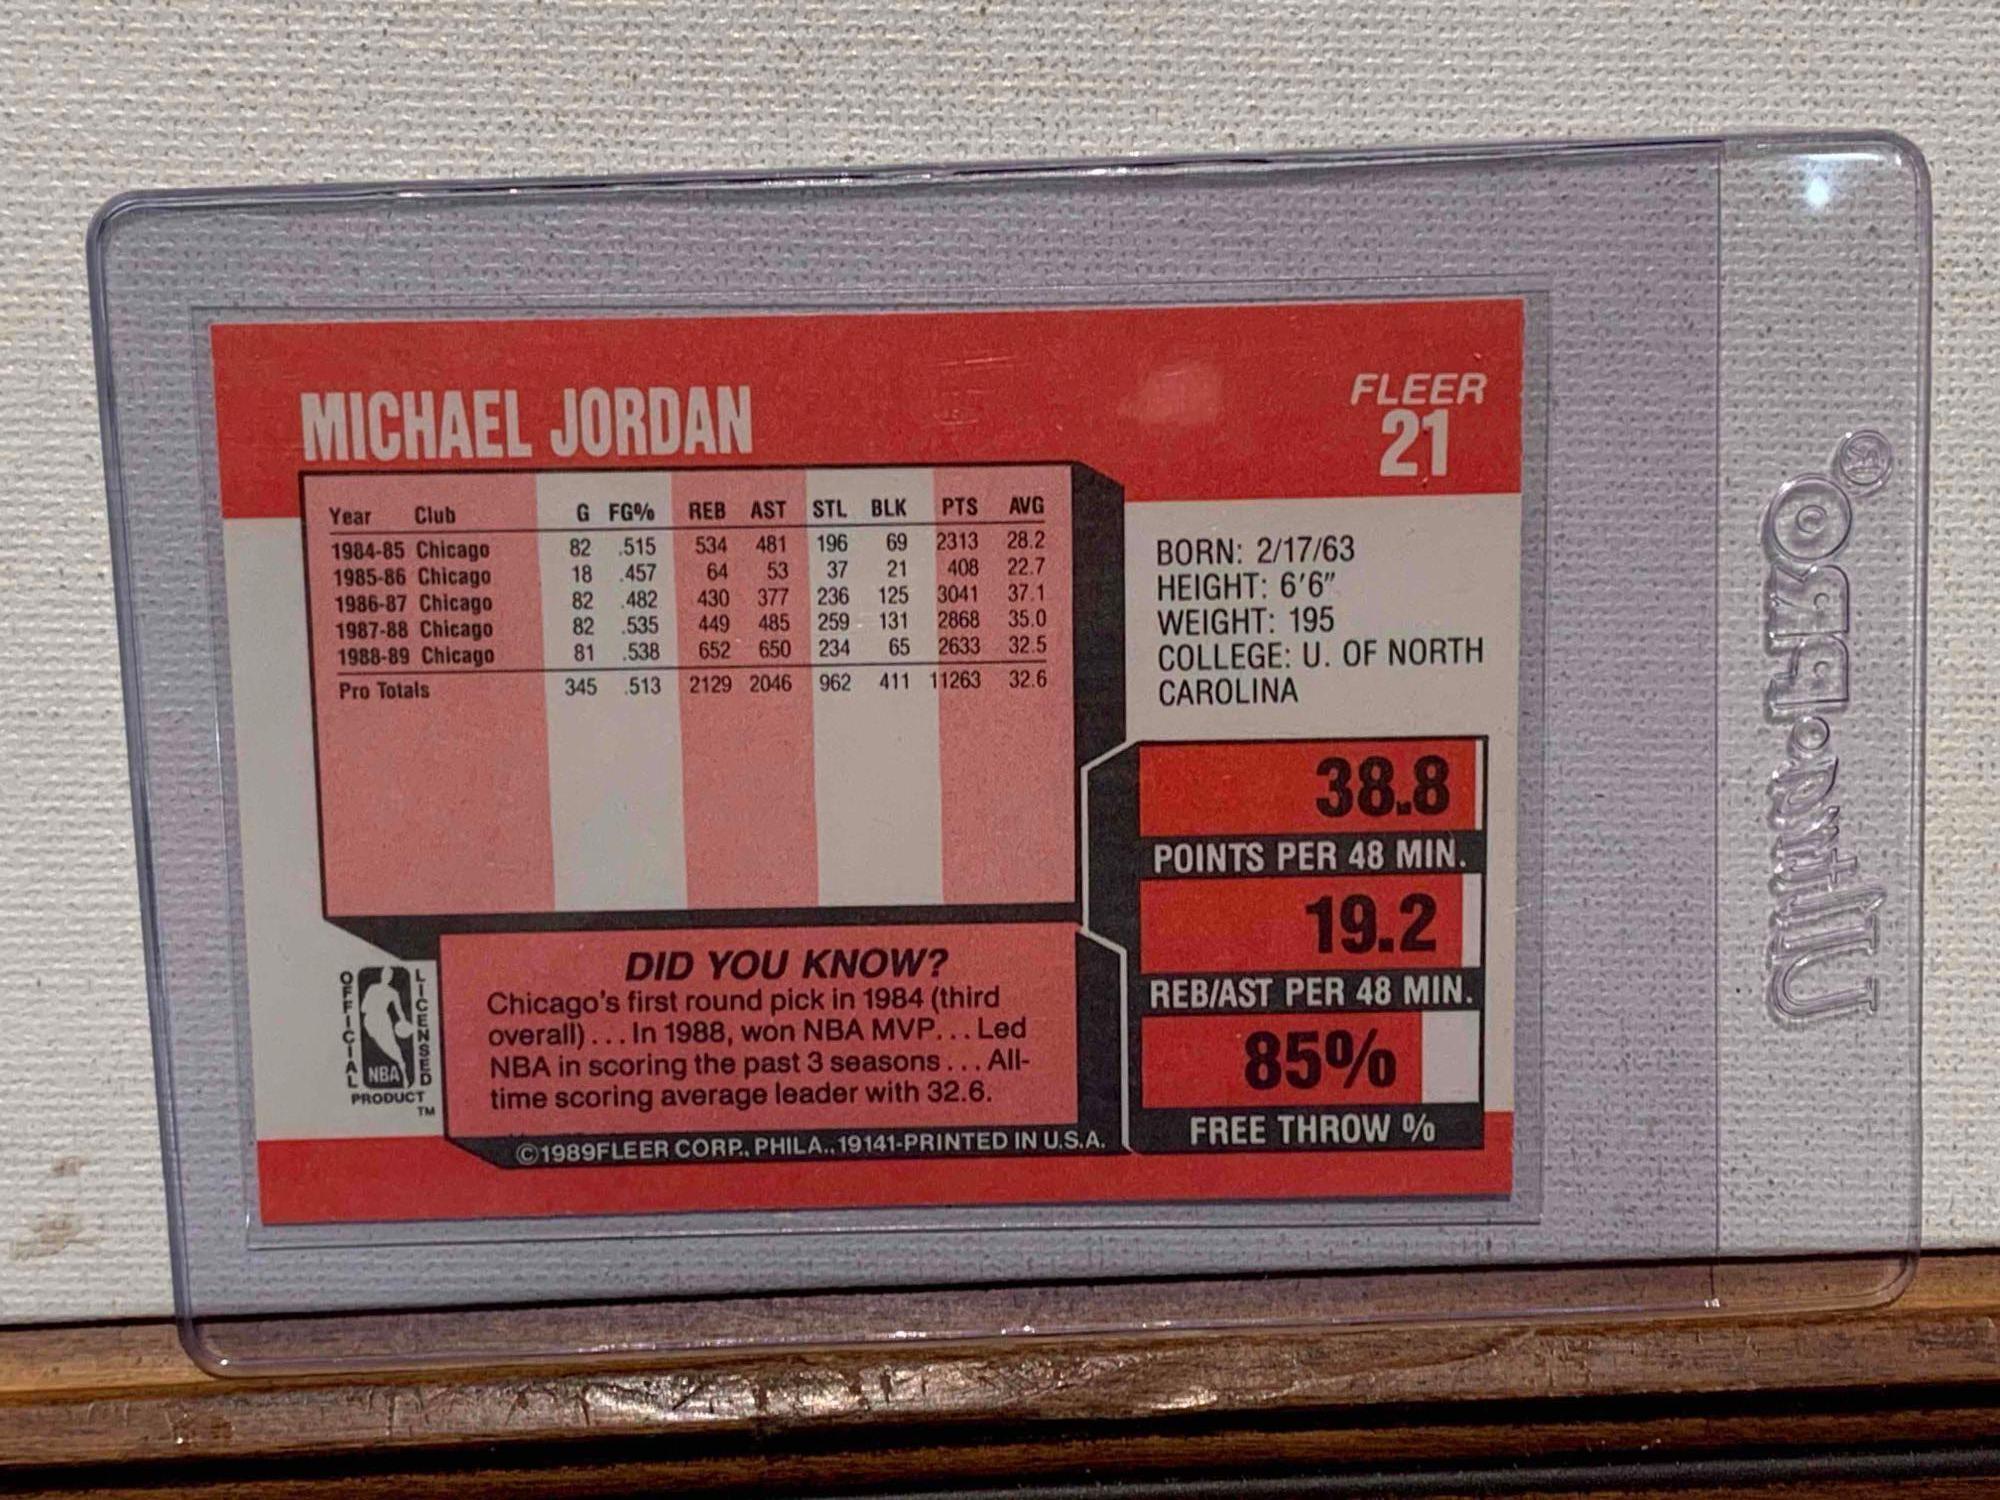 MICHAEL JORDAN
FLEER
21
Year Club G FG% REB AST STL BLK PTS AVG
1984-85 Chicago 82 .515 534 481 196 69 2313 28.2
1985-86 Chicago 18 .457 64 53 37 21 408 22.7
1986-87 Chicago 82 .482 430 377 236 125 3041 37.1
1987-88 Chicago 82 .535 449 485 259 131 2868 35.0
1988-89 Chicago 81 .538 652 650 234 65 2633 32.5
Pro Totals 345 .513 2129 2046 962 411 11263 32.6
BORN: 2/17/63
HEIGHT: 6'6"
WEIGHT: 195
COLLEGE: U. OF NORTH
CAROLINA
38.8
POINTS PER 48 MIN.
19.2
REB/AST PER 48 MIN.
85%
FREE THROW %
DID YOU KNOW?
Chicago's first round pick in 1984 (third
overall)...In 1988, won NBA MVP...Led
NBA in scoring the past 3 seasons...All-
time scoring average leader with 32.6.
OFFICIAL LICENSED
NBA
PRODUCT
TM
©1989FLEER CORP., PHILA., 19141-PRINTED IN U.S.A.
Ultra·PRO®